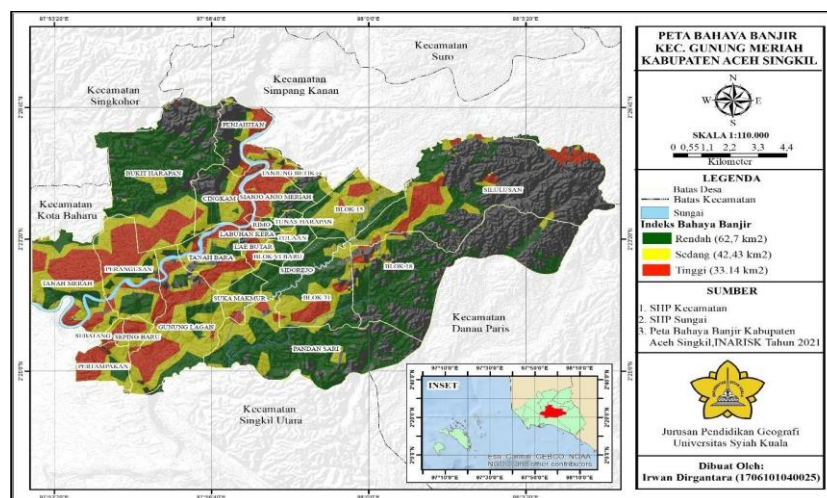 PETA BAHAYA BANJIR
KEC. GUNUNG MERIAH
KABUPATEN ACEH SINGKIL
N
W E
S
SKALA 1:110.000
0 0,55 1,1 2,2 3,3 4,4
Kilometer
LEGENDA
Batas Desa
Batas Kecamatan
Sungai
Indeks Bahaya Banjir
Rendah (62,7 km2)
Sedang (42,43 km2)
Tinggi (33.14 km2)
SUMBER
1. SHP Kecamatan
2. SHP Sungai
3. Peta Bahaya Banjir Kabupaten
Aceh Singkil,INARISK Tahun 2021
Jurusan Pendidikan Geografi
Universitas Syiah Kuala
Dibuat Oleh:
Irwan Dirgantara (1706101040025)
Kecamatan
Suro
Kecamatan
Simpang Kanan
Kecamatan
Singkohor
Kecamatan
Kota Baharu
Kecamatan
Danau Paris
Kecamatan
Singkil Utara
PENJAHITAN
BUKIT HARAPAN
TANJUNG BETIK
CINGKAM
SIANJO ANJO MERIAH
SILULUSAN
BLOK-15
RIMO
TUNAS HARAPAN
LABUHAN KERA
TULAAN
LAE BUTAR
TANAH BARA
BLOK-VI BARU
BLOK-18
SIDOREJO
PERANGUSAN
TANAH MERAH
SUKA MAKMUR
BLOK-31
GUNUNG LAGAN
SEPING BARU
PANDAN SARI
PERTAMPAKAN
INSET